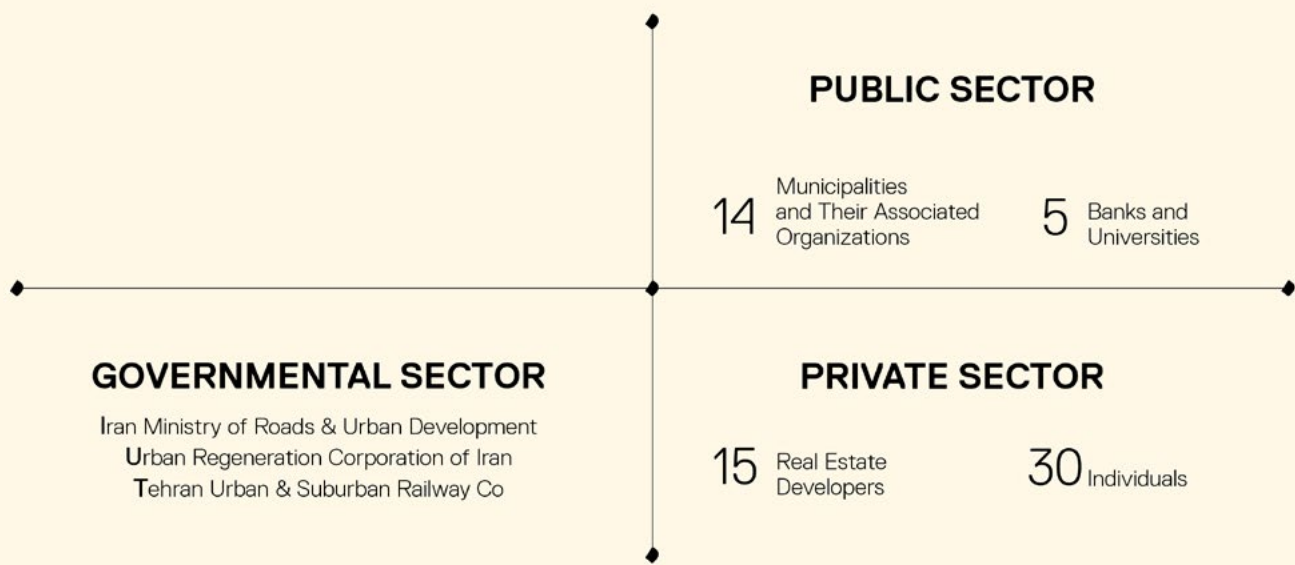 PUBLIC SECTOR
14
Municipalities
and Their Associated
Organizations
5
Banks and
Universities
GOVERNMENTAL SECTOR
Iran Ministry of Roads & Urban Development
Urban Regeneration Corporation of Iran
Tehran Urban & Suburban Railway Co
PRIVATE SECTOR
15
Real Estate
Developers
30
Individuals